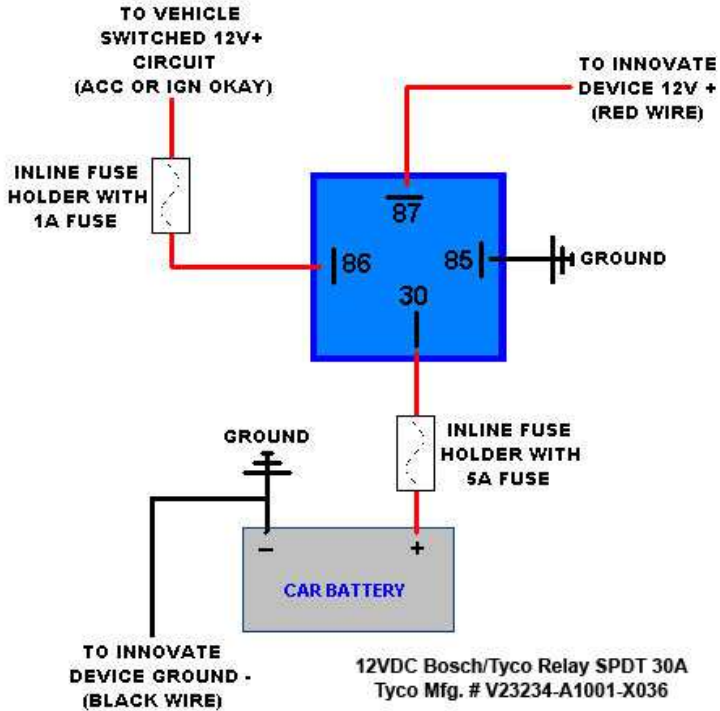 TO VEHICLE
SWITCHED 12V+
CIRCUIT
(ACC OR IGN OKAY)
TO INNOVATE
DEVICE 12V +
(RED WIRE)
INLINE FUSE
HOLDER WITH
1A FUSE
87
86
85
GROUND
30
INLINE FUSE
HOLDER WITH
5A FUSE
GROUND
–
+
CAR BATTERY
TO INNOVATE
DEVICE GROUND -
(BLACK WIRE)
12VDC Bosch/Tyco Relay SPDT 30A
Tyco Mfg. # V23234-A1001-X036